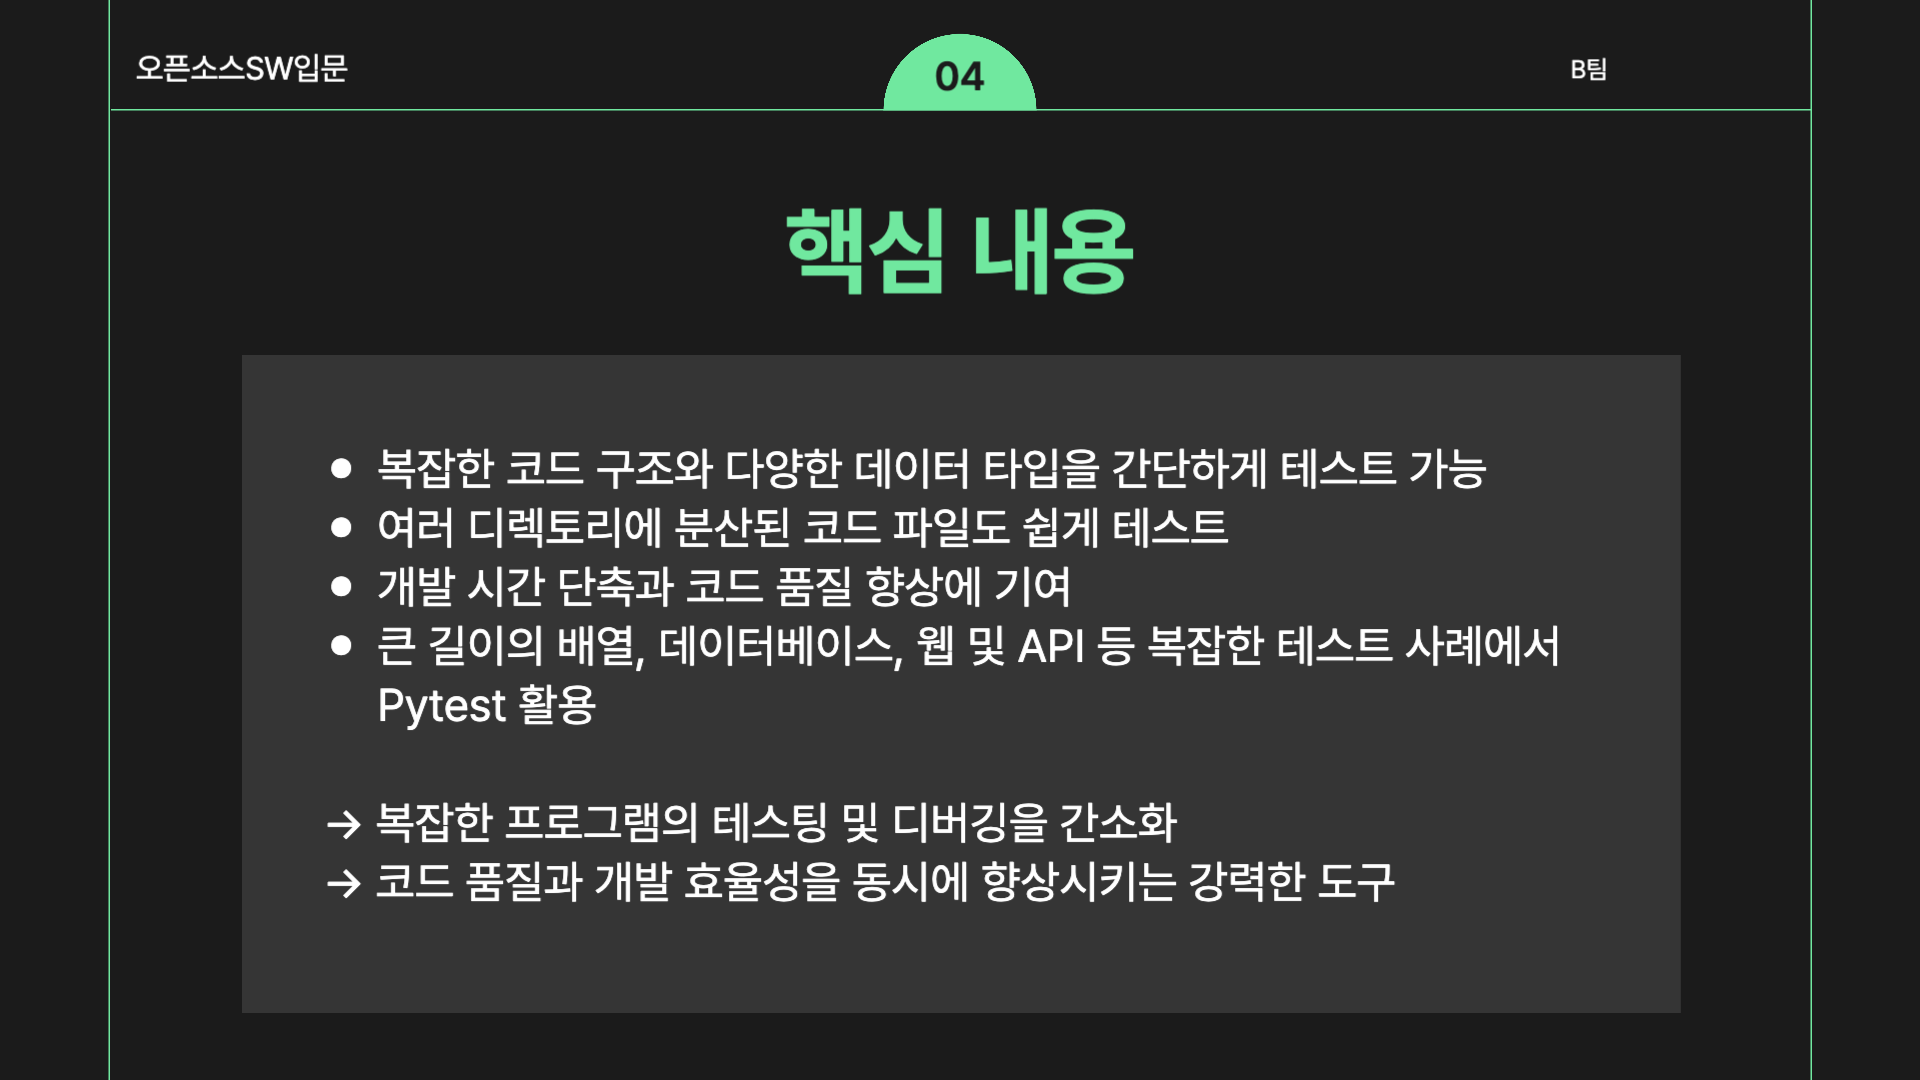 오픈소스SW입문
04
B팀
핵심 내용
● 복잡한 코드 구조와 다양한 데이터 타입을 간단하게 테스트 가능
● 여러 디렉토리에 분산된 코드 파일도 쉽게 테스트
● 개발 시간 단축과 코드 품질 향상에 기여
● 큰 길이의 배열, 데이터베이스, 웹 및 API 등 복잡한 테스트 사례에서
Pytest 활용
→ 복잡한 프로그램의 테스팅 및 디버깅을 간소화
→ 코드 품질과 개발 효율성을 동시에 향상시키는 강력한 도구